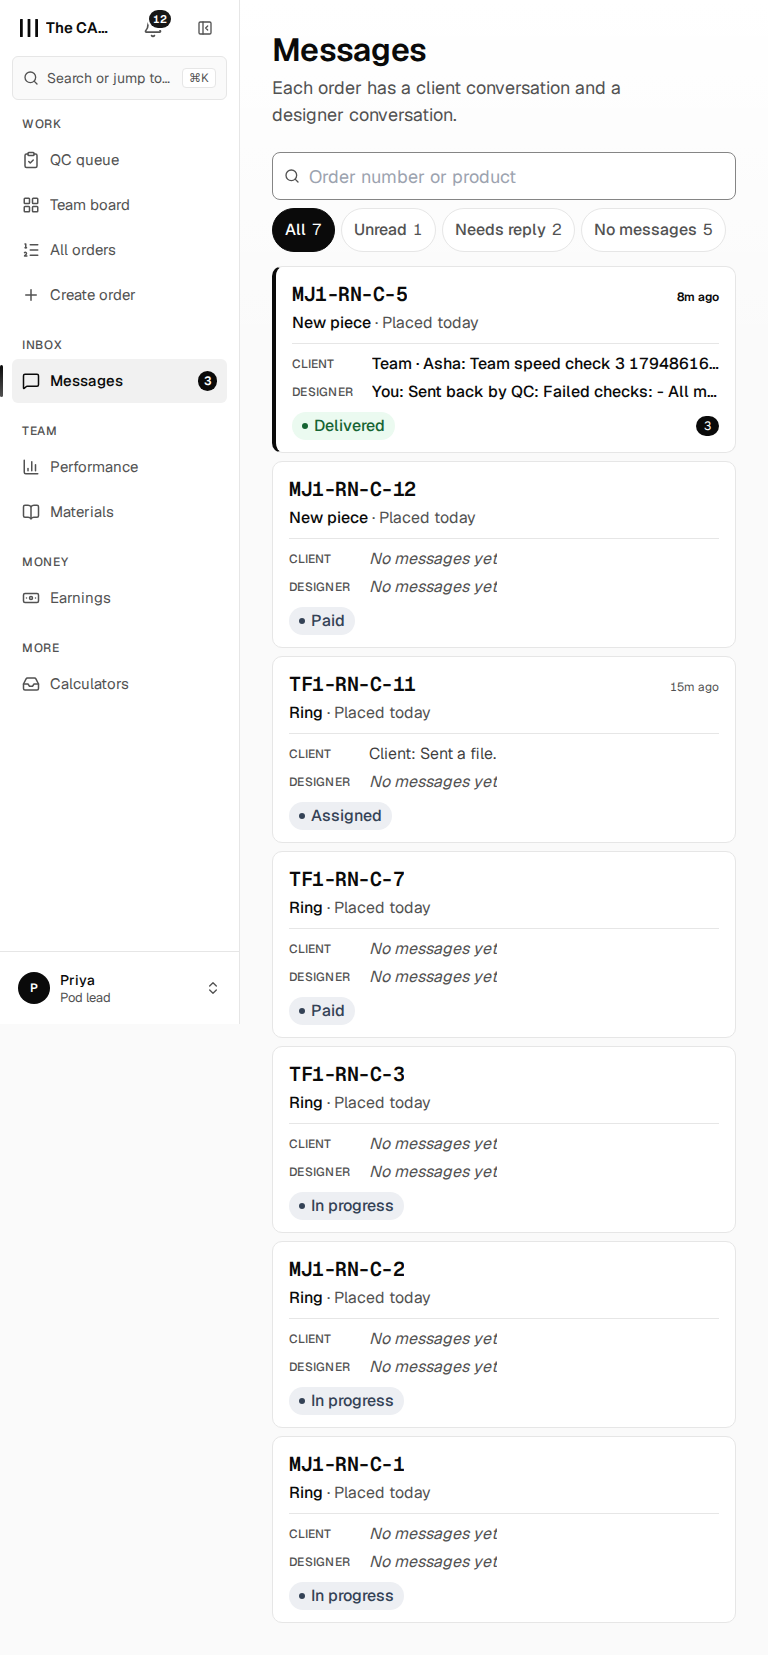 The CA...
12
Search or jump to...
⌘K
WORK
QC queue
Team board
All orders
Create order
INBOX
Messages
3
TEAM
Performance
Materials
MONEY
Earnings
MORE
Calculators
P
Priya
Pod lead
Messages
Each order has a client conversation and a
designer conversation.
Order number or product
All 7
Unread 1
Needs reply 2
No messages 5
MJ1-RN-C-5
8m ago
New piece · Placed today
CLIENT
Team · Asha: Team speed check 3 17948616...
DESIGNER
You: Sent back by QC: Failed checks: - All m...
Delivered
3
MJ1-RN-C-12
New piece · Placed today
CLIENT
No messages yet
DESIGNER
No messages yet
Paid
TF1-RN-C-11
15m ago
Ring · Placed today
CLIENT
Client: Sent a file.
DESIGNER
No messages yet
Assigned
TF1-RN-C-7
Ring · Placed today
CLIENT
No messages yet
DESIGNER
No messages yet
Paid
TF1-RN-C-3
Ring · Placed today
CLIENT
No messages yet
DESIGNER
No messages yet
In progress
MJ1-RN-C-2
Ring · Placed today
CLIENT
No messages yet
DESIGNER
No messages yet
In progress
MJ1-RN-C-1
Ring · Placed today
CLIENT
No messages yet
DESIGNER
No messages yet
In progress